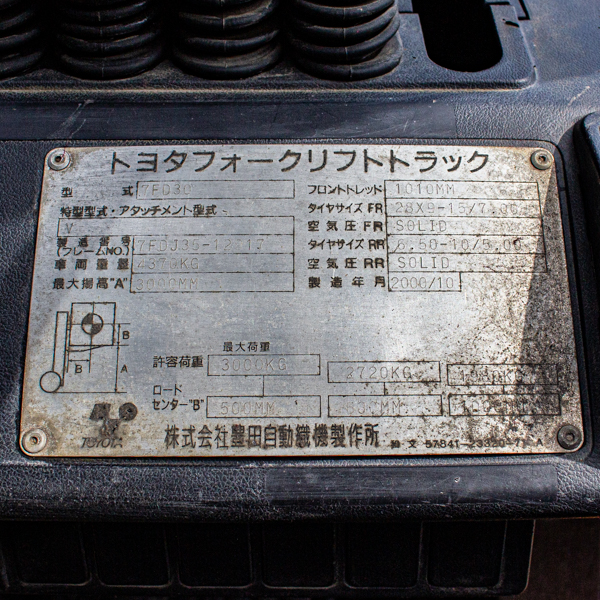 トヨタフォークリフトトラック
型 式 7FD30 フロントトレッド 1010MM
特型型式・アタッチメント型式 タイヤサイズ FR 28X9-15/7.00
V 空気圧 FR SOLID
製造番号 (フレームNO.) タイヤサイズ RR 6.50-10/5.00
車両重量 4370KG 空気圧 RR SOLID
最大揚高"A" 3000MM 製造年月 2000/10
B
B
A
最大荷重
許容荷重 3000KG 2720KG
ロード
センター"B" 500MM
TOYOTA
株式会社豊田自動織機製作所